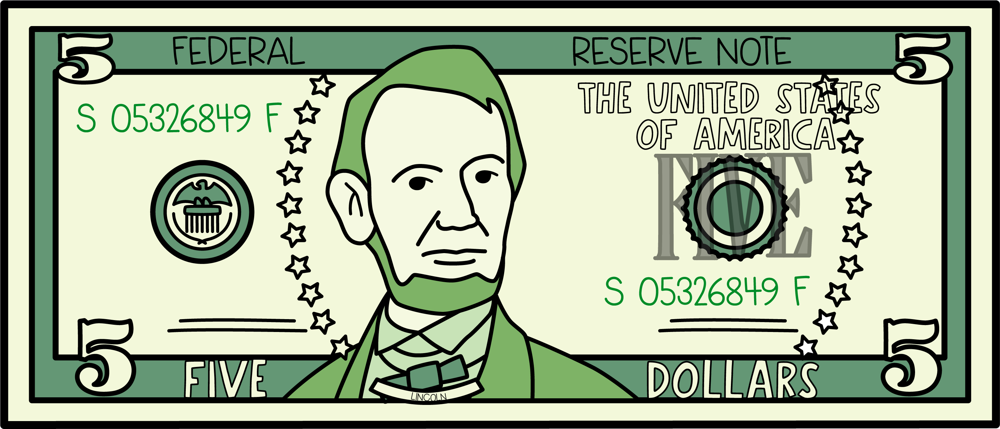 5 FEDERAL RESERVE NOTE 5
THE UNITED STATES
OF AMERICA
S 05326849 F
FIVE
S 05326849 F
5 FIVE DOLLARS 5
LINCOLN